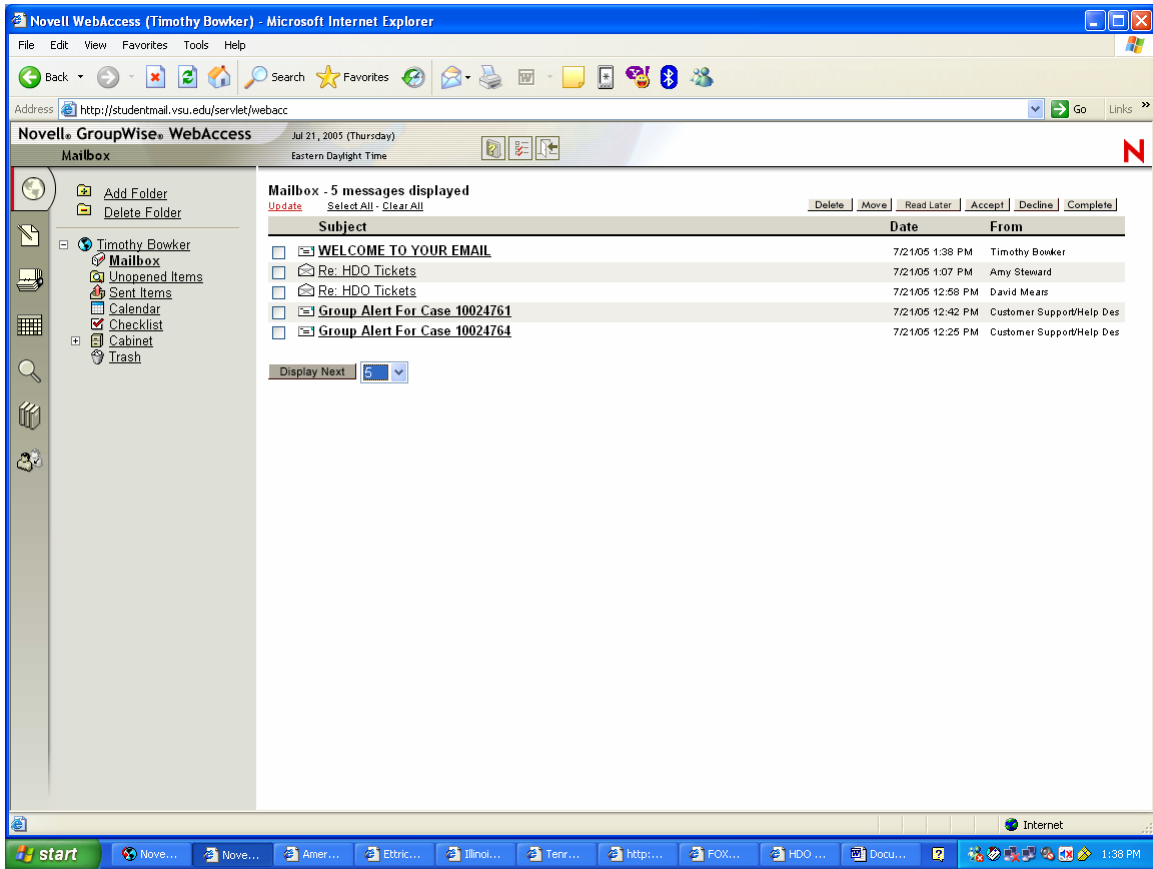 Novell WebAccess (Timothy Bowker) - Microsoft Internet Explorer
File Edit View Favorites Tools Help
Back Search Favorites
Address http://studentmail.vsu.edu/servlet/webacc Go Links »
Novell® GroupWise® WebAccess Jul 21, 2005 (Thursday)
Mailbox Eastern Daylight Time
N
Add Folder
Delete Folder
Timothy Bowker
Mailbox
Unopened Items
Sent Items
Calendar
Checklist
Cabinet
Trash
Mailbox - 5 messages displayed
Update Select All - Clear All Delete Move Read Later Accept Decline Complete
Subject Date From
WELCOME TO YOUR EMAIL 7/21/05 1:38 PM Timothy Bowker
Re: HDO Tickets 7/21/05 1:07 PM Amy Steward
Re: HDO Tickets 7/21/05 12:58 PM David Mears
Group Alert For Case 10024761 7/21/05 12:42 PM Customer Support/Help Des
Group Alert For Case 10024764 7/21/05 12:25 PM Customer Support/Help Des
Display Next 5
Internet
start Nove... Nove... Amer... Ettric... Illinoi... Tenr... http:... FOX... HDO ... Docu... 1:38 PM